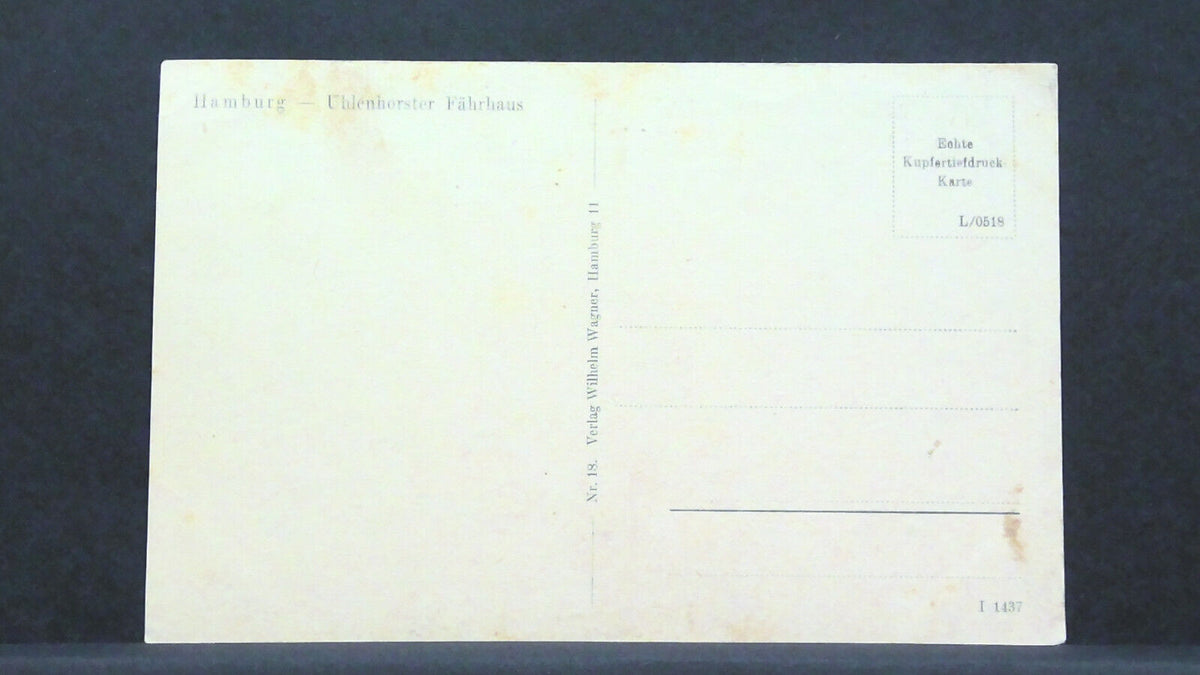 Hamburg — Uhlenhorster Fährhaus
Nr. 18. Verlag Wilhelm Wagner, Hamburg 11
Echte
Kupfertiefdruck
Karte
L/0518
I 1437